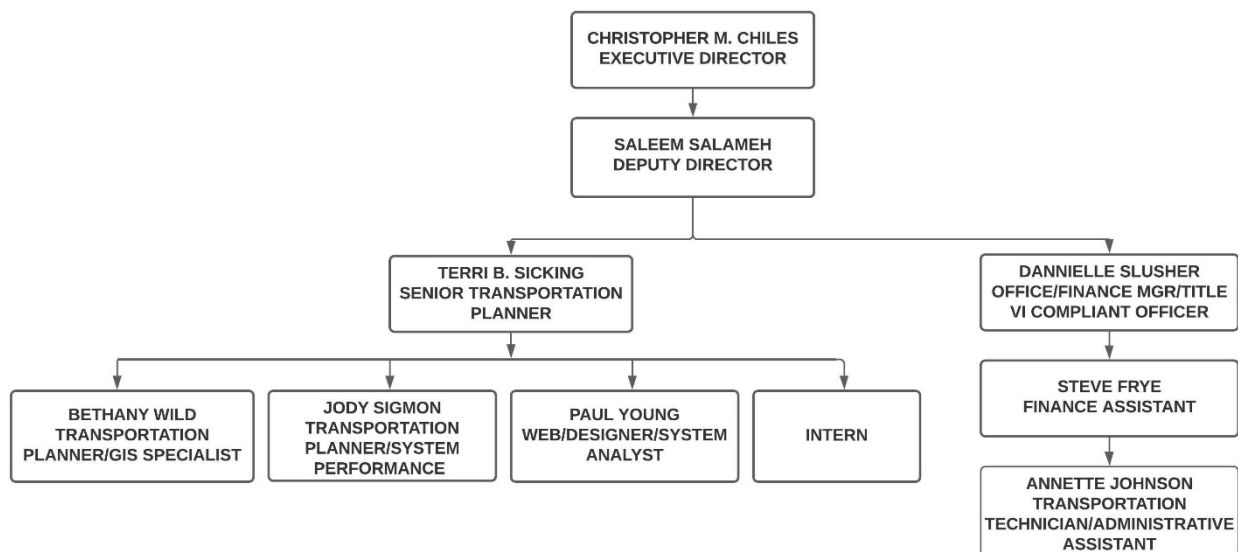 CHRISTOPHER M. CHILES
EXECUTIVE DIRECTOR
SALEEM SALAMEH
DEPUTY DIRECTOR
TERRI B. SICKING
SENIOR TRANSPORTATION
PLANNER
DANNIELLE SLUSHER
OFFICE/FINANCE MGR/TITLE
VI COMPLIANT OFFICER
BETHANY WILD
TRANSPORTATION
PLANNER/GIS SPECIALIST
JODY SIGMON
TRANSPORTATION
PLANNER/SYSTEM
PERFORMANCE
PAUL YOUNG
WEB/DESIGNER/SYSTEM
ANALYST
INTERN
STEVE FRYE
FINANCE ASSISTANT
ANNETTE JOHNSON
TRANSPORTATION
TECHNICIAN/ADMINISTRATIVE
ASSISTANT